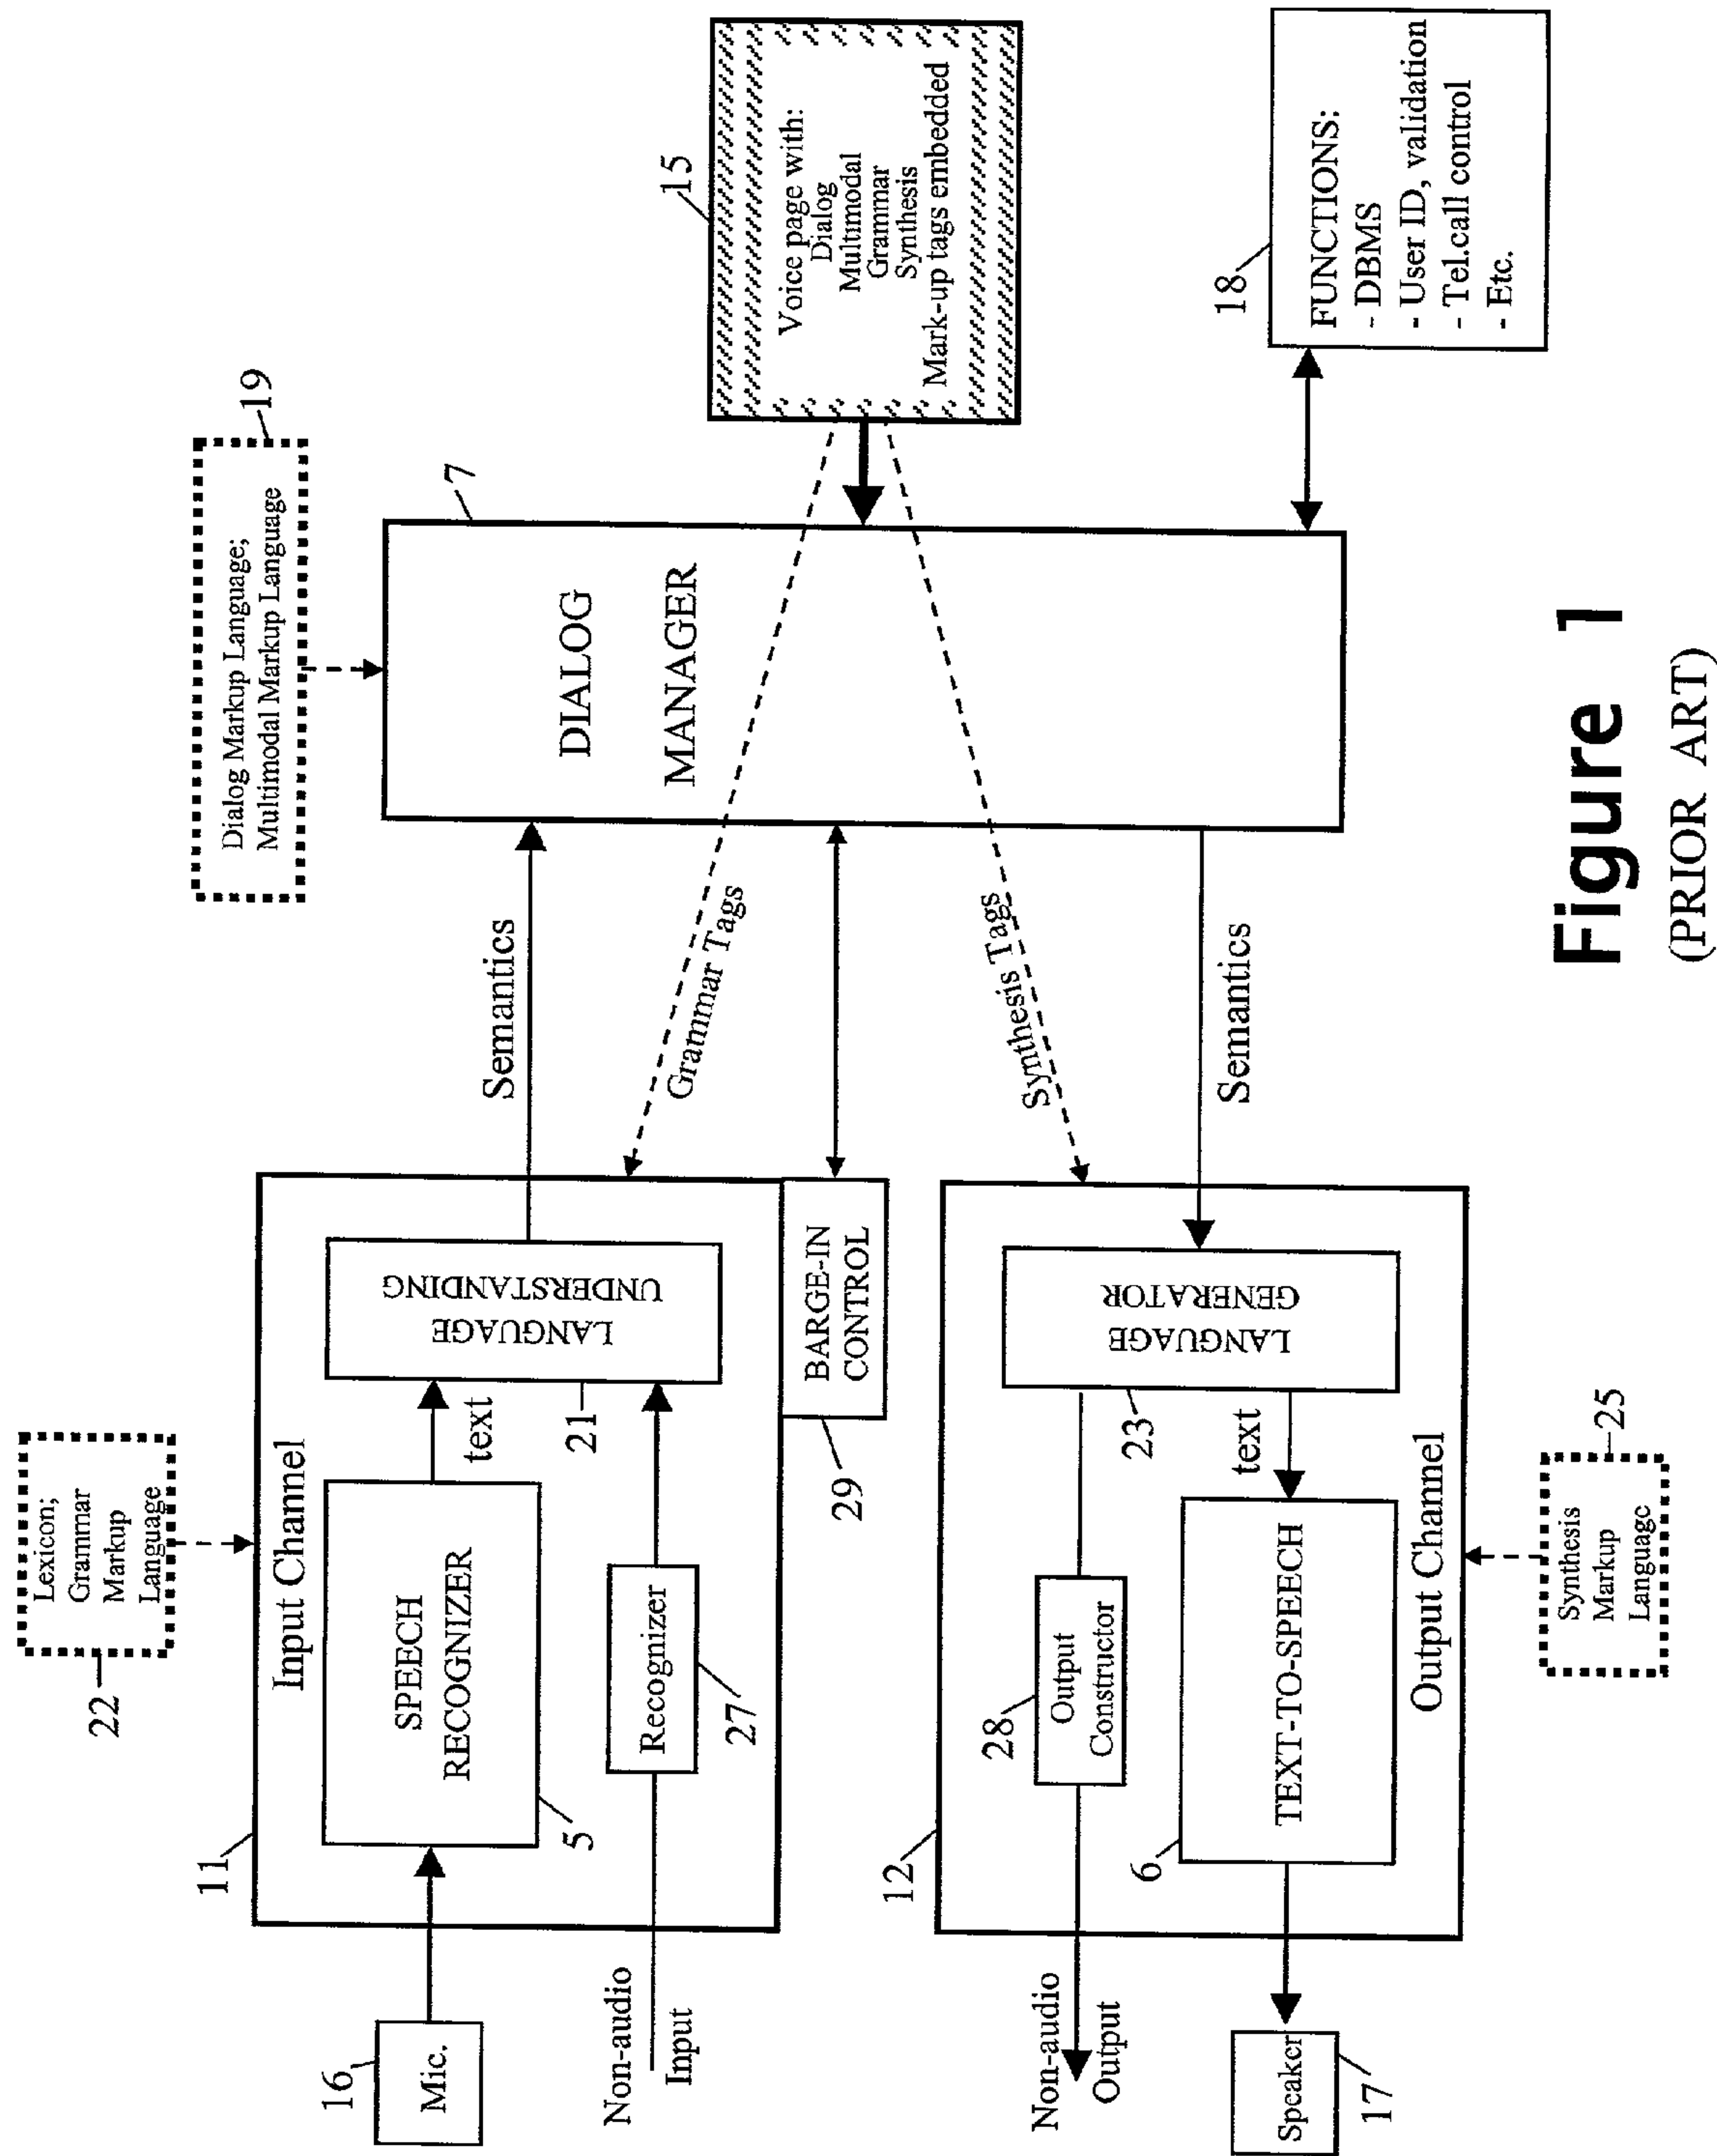 22
Lexicon;
Grammar
Markup
Language
19
Dialog Markup Language;
Multimodal Markup Language
11
Input Channel
7
15
16
Mic.
SPEECH
RECOGNIZER
5
text
LANGUAGE
UNDERSTANDING
21
Semantics
DIALOG
MANAGER
Voice page with:
Dialog
Multimodal
Grammar
Synthesis
Mark-up tags embedded
Non-audio
Input
Recognizer
27
Grammar Tags
29
BARGE-IN
CONTROL
12
Non-audio
Output
28
Output
Constructor
LANGUAGE
GENERATOR
23
Synthesis Tags
Semantics
6
TEXT-TO-SPEECH
text
Speaker
17
Output Channel
18
FUNCTIONS:
- DBMS
- User ID, validation
- Tel.call control
- Etc.
25
Synthesis
Markup
Language
Figure 1
(PRIOR ART)